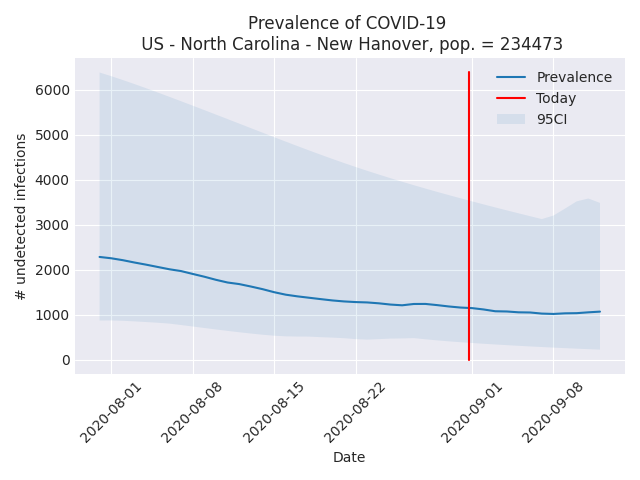 Prevalence of COVID-19
US - North Carolina - New Hanover, pop. = 234473
Prevalence
Today
95CI
# undetected infections
6000
5000
4000
3000
2000
1000
0
2020-08-01
2020-08-08
2020-08-15
2020-08-22
2020-09-01
2020-09-08
Date